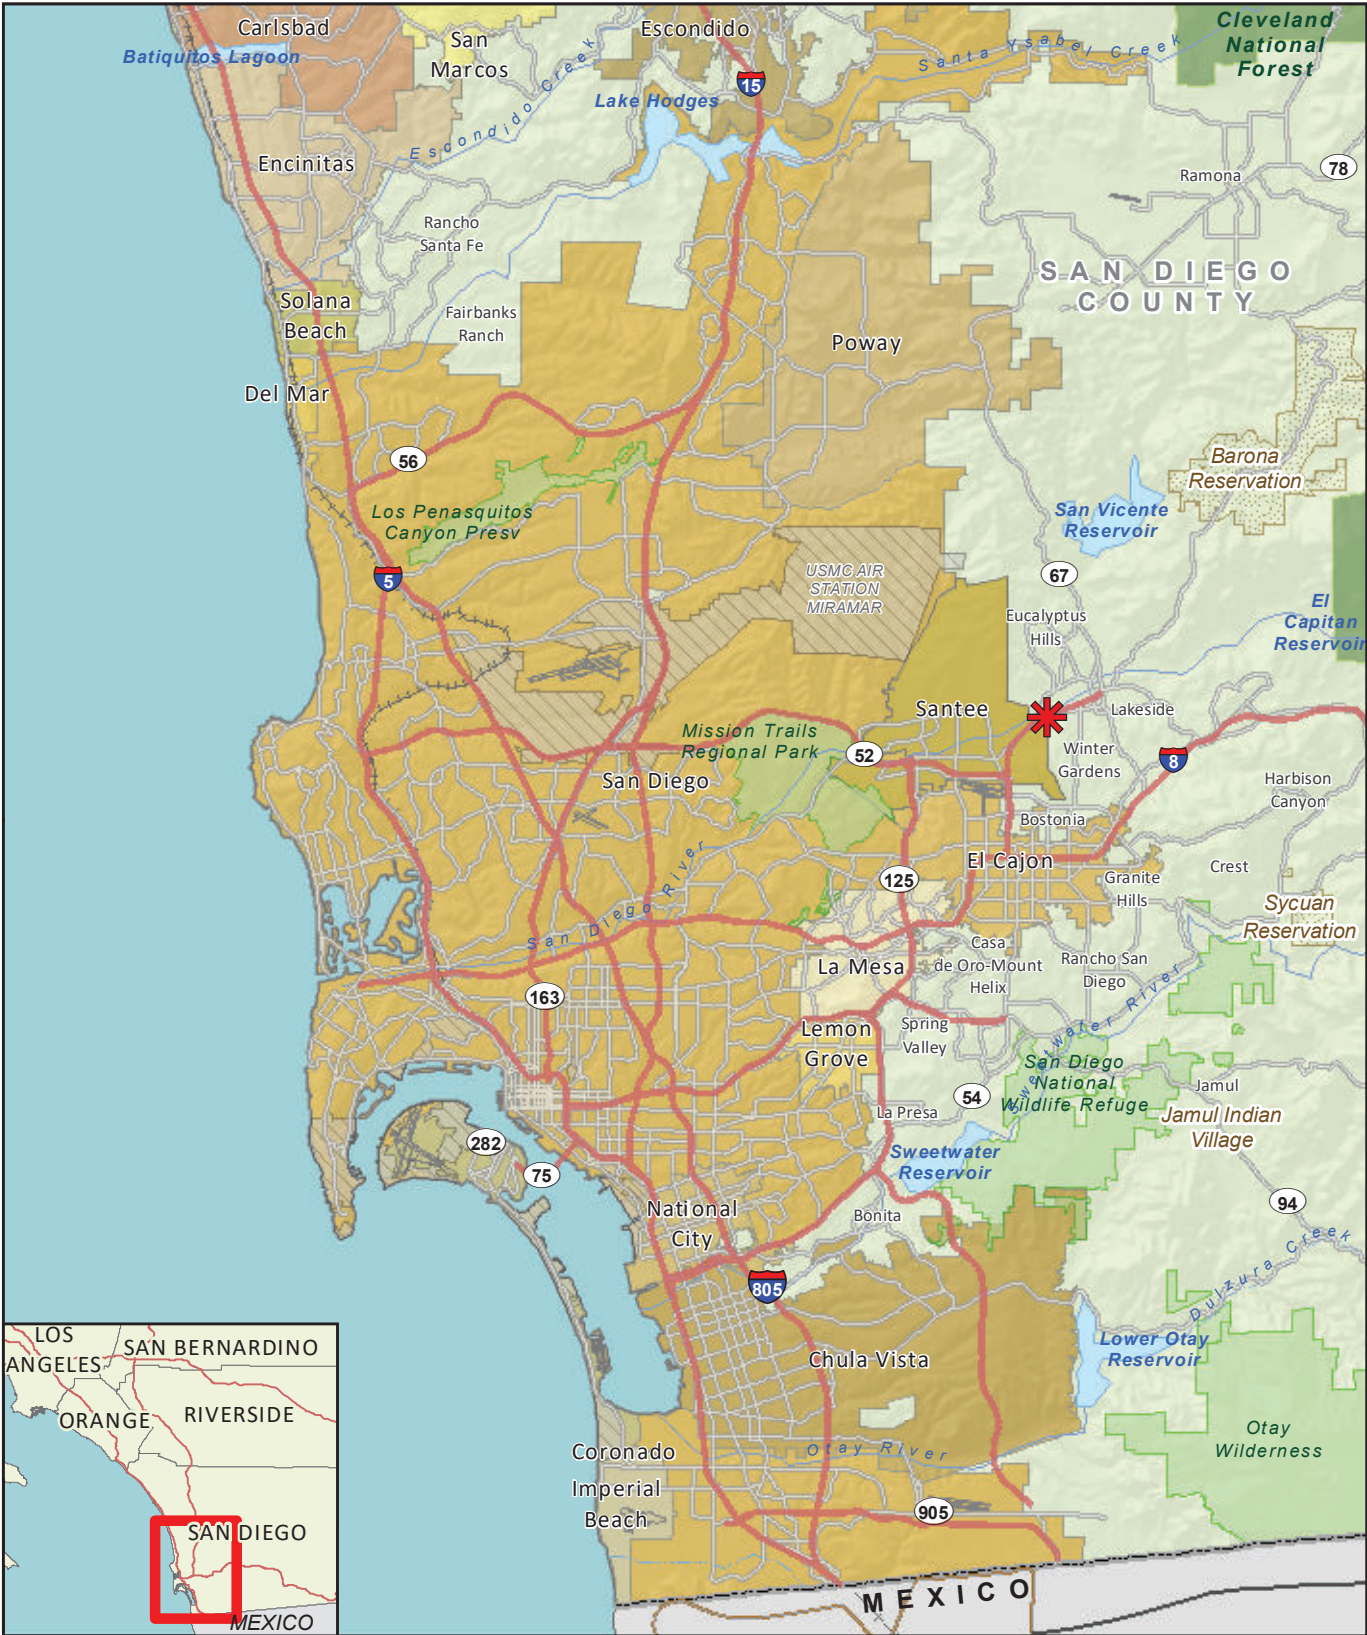 Carlsbad
Batiquitos Lagoon
San
Marcos
Escondido
15
Lake Hodges
Escondido Creek
Santa Ysabel Creek
Cleveland
National
Forest
Encinitas
Rancho
Santa Fe
Ramona
78
SAN DIEGO
COUNTY
Solana
Beach
Fairbanks
Ranch
Poway
Del Mar
56
Los Penasquitos
Canyon Presv
Barona
Reservation
San Vicente
Reservoir
5
USMC AIR
STATION
MIRAMAR
67
Eucalyptus
Hills
El
Capitan
Reservoir
Santee
Lakeside
Mission Trails
Regional Park
52
Winter
Gardens
8
San Diego
Harbison
Canyon
Bostonia
El Cajon
125
Granite
Hills
Crest
San Diego River
Sycuan
Reservation
La Mesa
Casa
de Oro-Mount
Helix
Rancho San
Diego
163
Lemon
Grove
Spring
Valley
Sweetwater River
San Diego
National
Wildlife Refuge
54
La Presa
Jamul
Jamul Indian
Village
282
75
Sweetwater
Reservoir
National
City
Bonita
94
Dulzura Creek
805
Lower Otay
Reservoir
Chula Vista
Otay
Wilderness
Otay River
Coronado
Imperial
Beach
905
MEXICO
LOS
ANGELES
SAN BERNARDINO
ORANGE
RIVERSIDE
SAN DIEGO
MEXICO